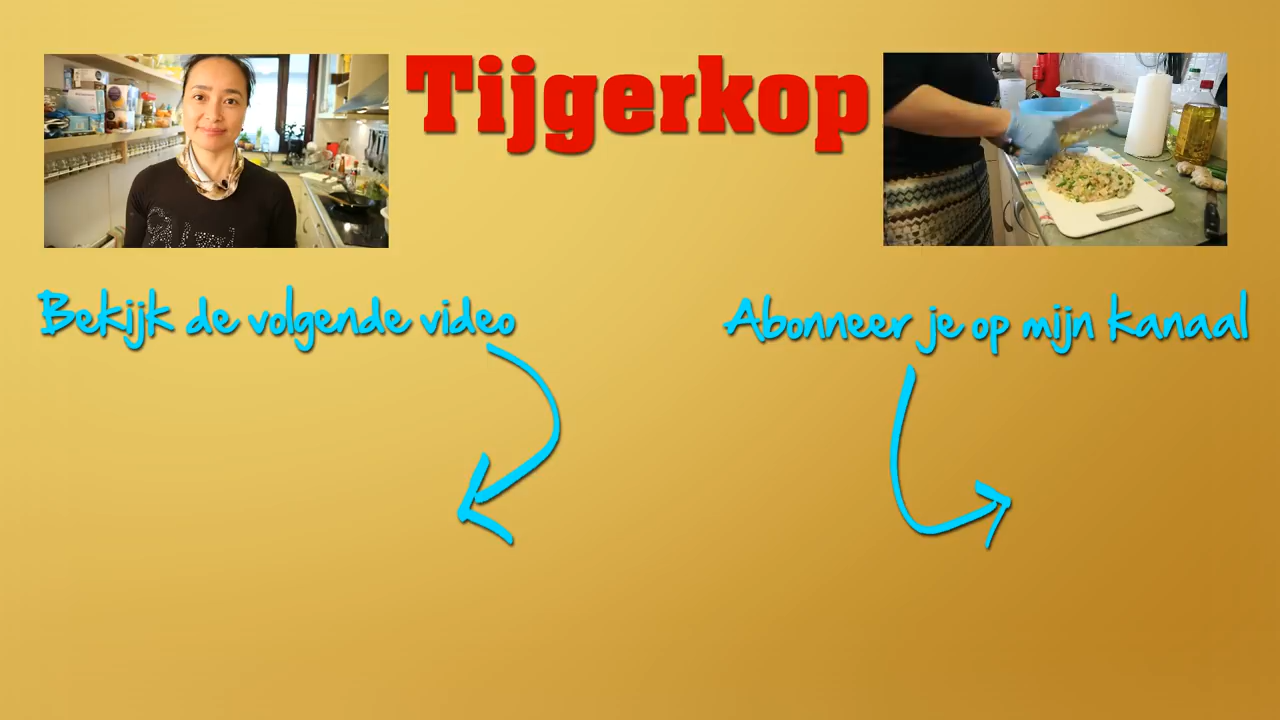 Tijgerkop
Bekijk de volgende video
Abonneer je op mijn kanaal